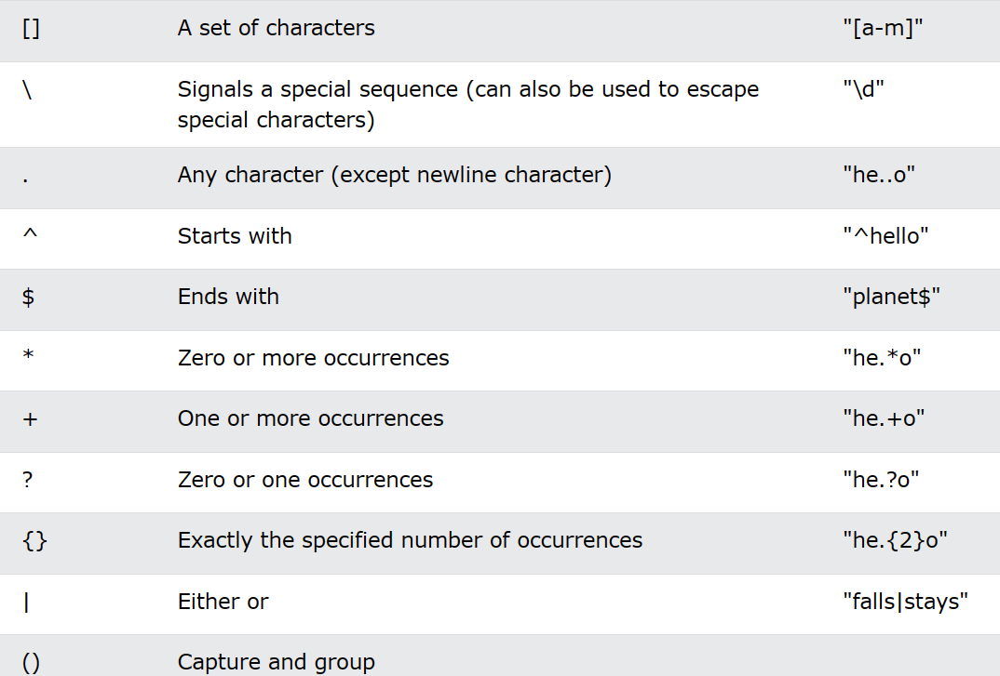 [] A set of characters "[a-m]"
\ Signals a special sequence (can also be used to escape "\d"
special characters)
. Any character (except newline character) "he..o"
^ Starts with "^hello"
$ Ends with "planet$"
* Zero or more occurrences "he.*o"
+ One or more occurrences "he.+o"
? Zero or one occurrences "he.?o"
{} Exactly the specified number of occurrences "he.{2}o"
| Either or "falls|stays"
() Capture and group